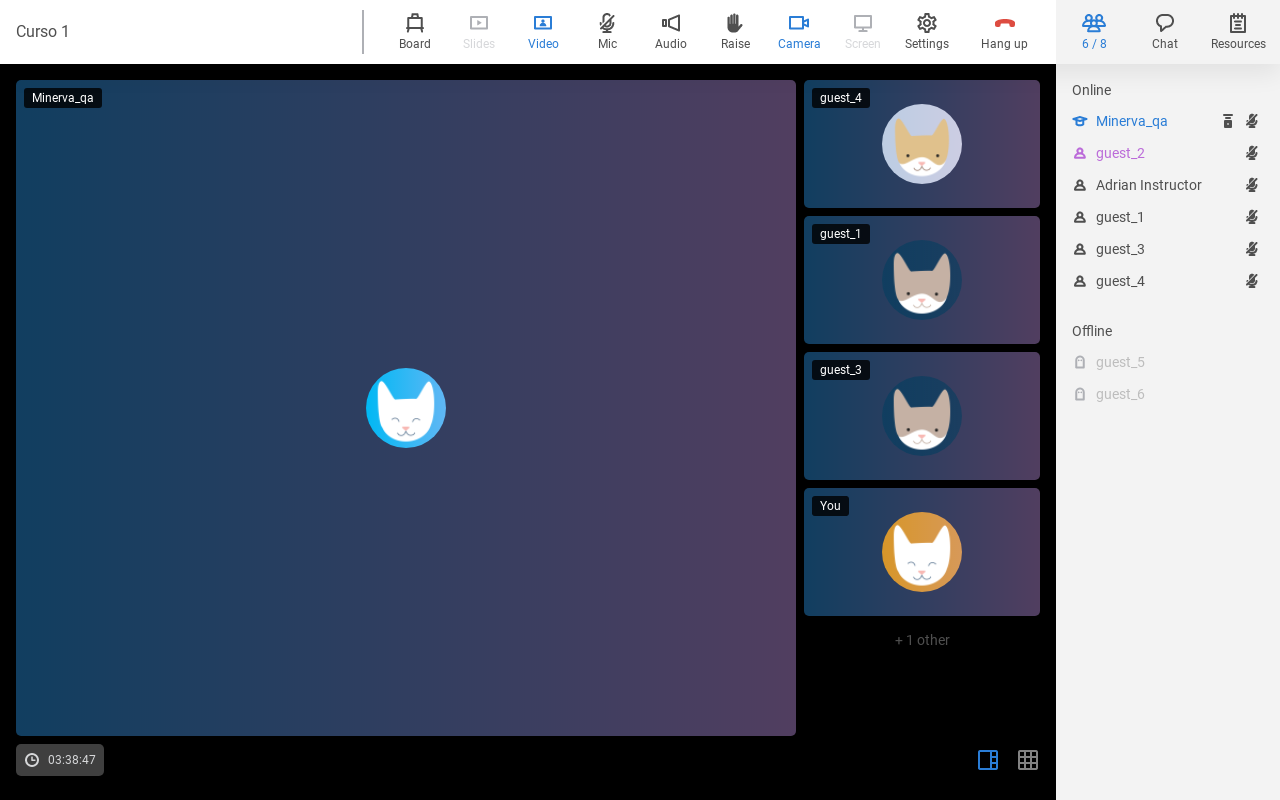 Curso 1
Board
Slides
Video
Mic
Audio
Raise
Camera
Screen
Settings
Hang up
6 / 8
Chat
Resources
Minerva_qa
guest_4
guest_1
guest_3
You
+ 1 other
03:38:47
Online
Minerva_qa
guest_2
Adrian Instructor
guest_1
guest_3
guest_4
Offline
guest_5
guest_6